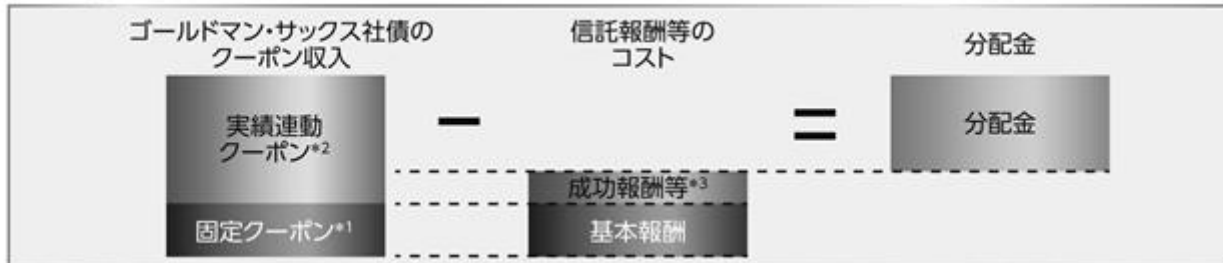 ゴールドマン・サックス社債の
クーポン収入
信託報酬等の
コスト
分配金
実績連動
クーポン*2
固定クーポン*1
−
成功報酬等*3
基本報酬
=
分配金